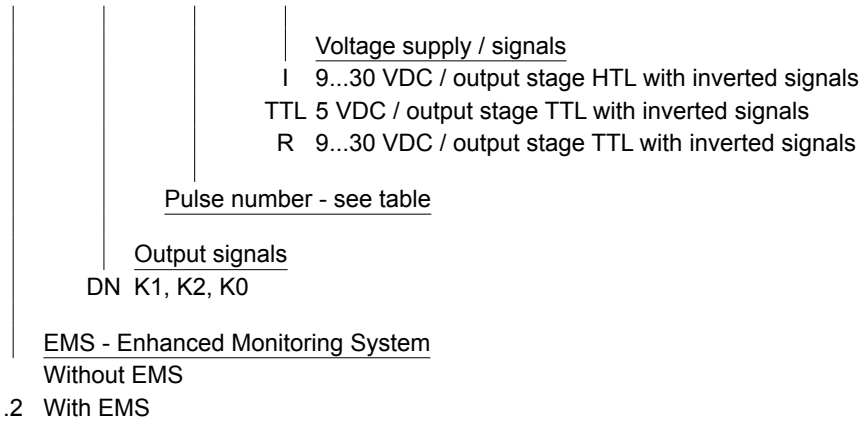 Voltage supply / signals
I 9...30 VDC / output stage HTL with inverted signals
TTL 5 VDC / output stage TTL with inverted signals
R 9...30 VDC / output stage TTL with inverted signals
Pulse number - see table
Output signals
DN K1, K2, K0
EMS - Enhanced Monitoring System
Without EMS
.2 With EMS